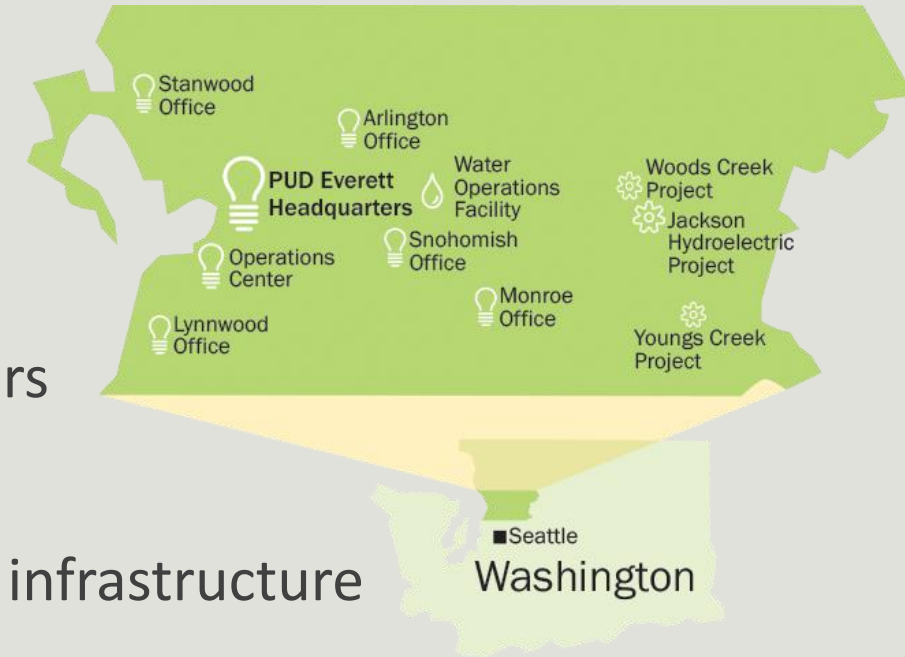 Stanwood
Office
Arlington
Office
PUD Everett
Headquarters
Water
Operations
Facility
Woods Creek
Project
Jackson
Hydroelectric
Project
Snohomish
Office
Operations
Center
Monroe
Office
Lynnwood
Office
Youngs Creek
Project
rs
Seattle
Washington
infrastructure